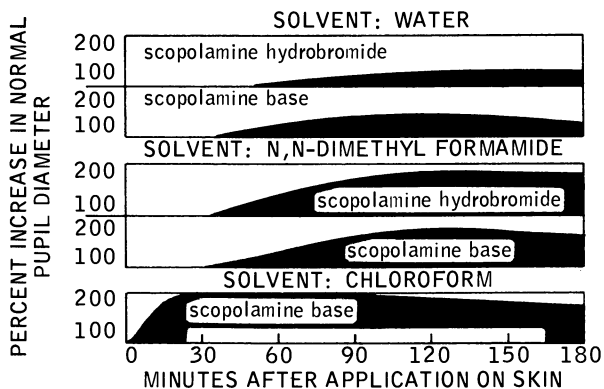 PERCENT INCREASE IN NORMAL
PUPIL DIAMETER
SOLVENT: WATER
200
scopolamine hydrobromide
100
200
scopolamine base
100
SOLVENT: N,N-DIMETHYL FORMAMIDE
200
scopolamine hydrobromide
100
200
scopolamine base
100
SOLVENT: CHLOROFORM
200
scopolamine base
100
0 30 60 90 120 150 180
MINUTES AFTER APPLICATION ON SKIN